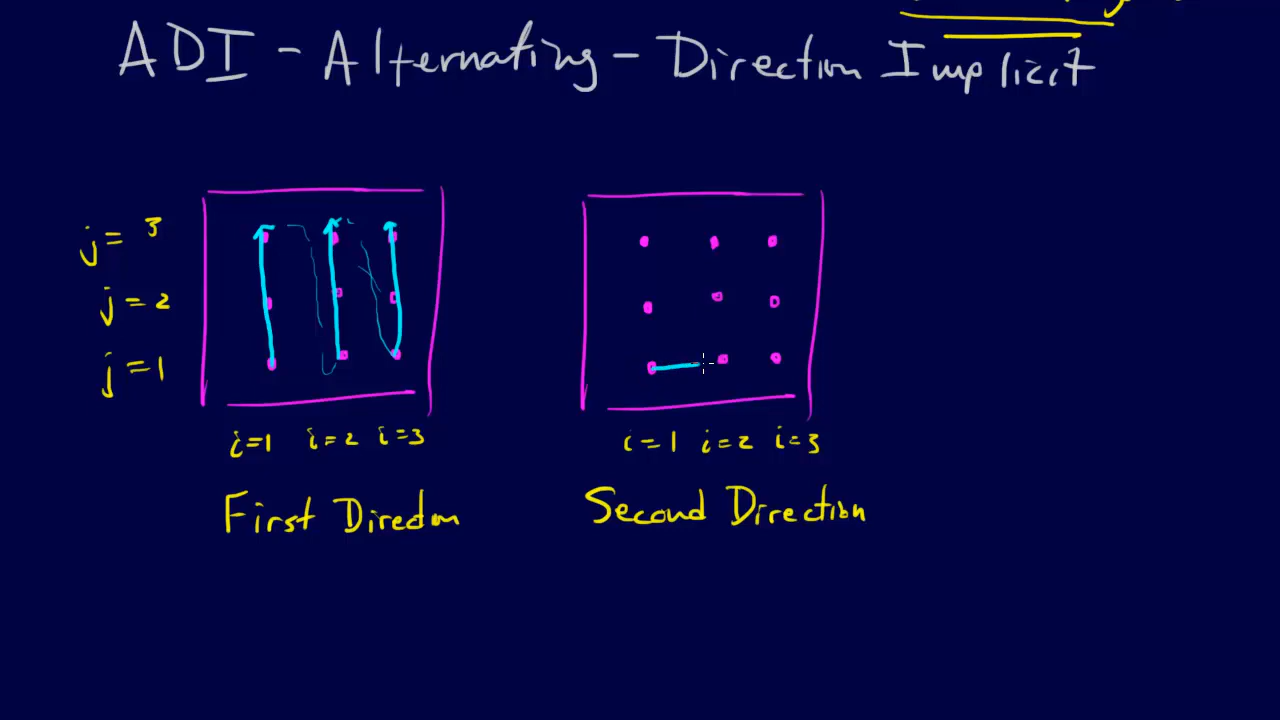 ADI - Alternating - Direction Implicit
j = 3
j = 2
j = 1
i=1 i=2 i=3
i=1 i=2 i=3
First Direction
Second Direction